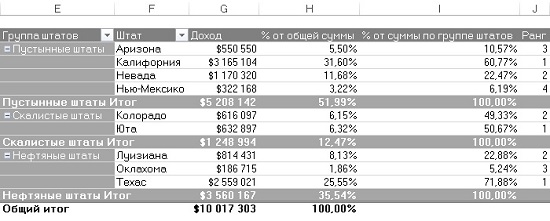 E F G H I J
Группа штатов Штат Доход % от общей суммы % от суммы по группе штатов Ранг
Пустынные штаты Аризона $550 550 5,50% 10,57% 3
Калифорния $3 165 104 31,60% 60,77% 1
Невада $1 170 320 11,68% 22,47% 2
Нью-Мексико $322 168 3,22% 6,19% 4
Пустынные штаты Итог $5 208 142 51,99% 100,00%
Скалистые штаты Колорадо $616 097 6,15% 49,33% 2
Юта $632 897 6,32% 50,67% 1
Скалистые штаты Итог $1 248 994 12,47% 100,00%
Нефтяные штаты Луизиана $814 431 8,13% 22,88% 2
Оклахома $186 715 1,86% 5,24% 3
Техас $2 559 021 25,55% 71,88% 1
Нефтяные штаты Итог $3 560 167 35,54% 100,00%
Общий итог $10 017 303 100,00%